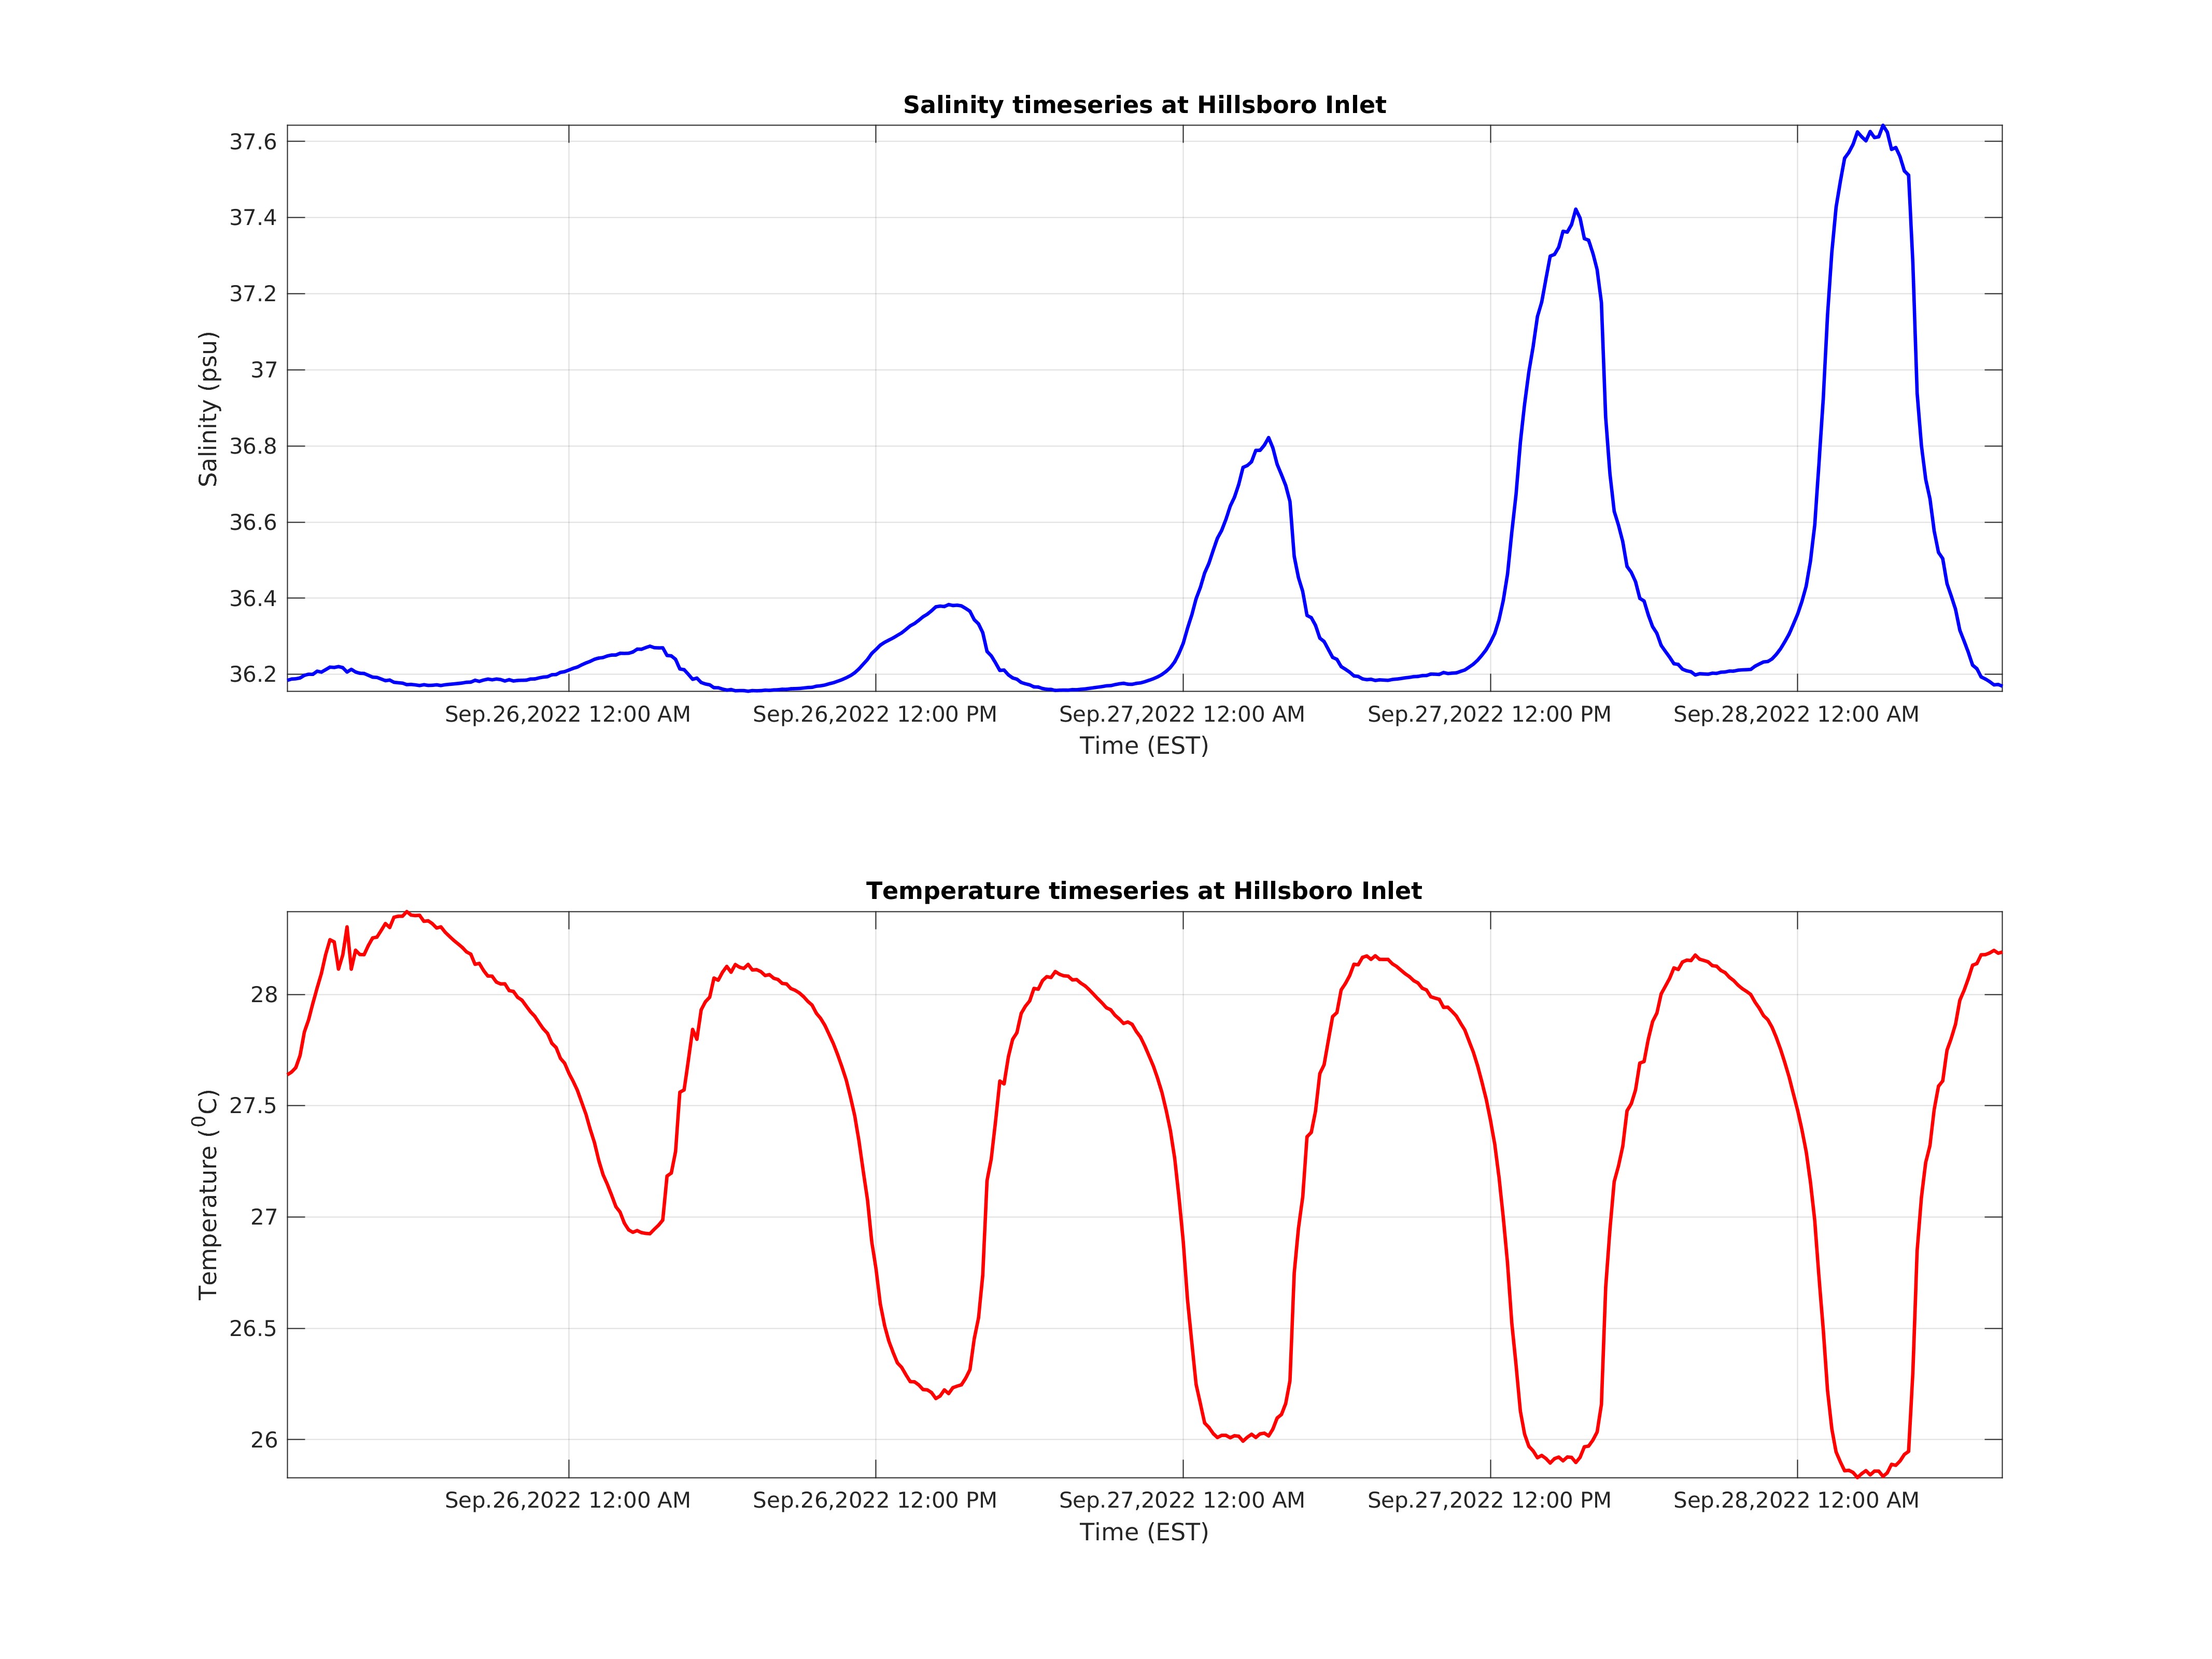 Salinity timeseries at Hillsboro Inlet
37.6
37.4
37.2
37
36.8
36.6
36.4
36.2
Salinity (psu)
Sep.26,2022 12:00 AM Sep.26,2022 12:00 PM Sep.27,2022 12:00 AM Sep.27,2022 12:00 PM Sep.28,2022 12:00 AM
Time (EST)
Temperature timeseries at Hillsboro Inlet
28
27.5
27
26.5
26
Temperature (⁰C)
Sep.26,2022 12:00 AM Sep.26,2022 12:00 PM Sep.27,2022 12:00 AM Sep.27,2022 12:00 PM Sep.28,2022 12:00 AM
Time (EST)